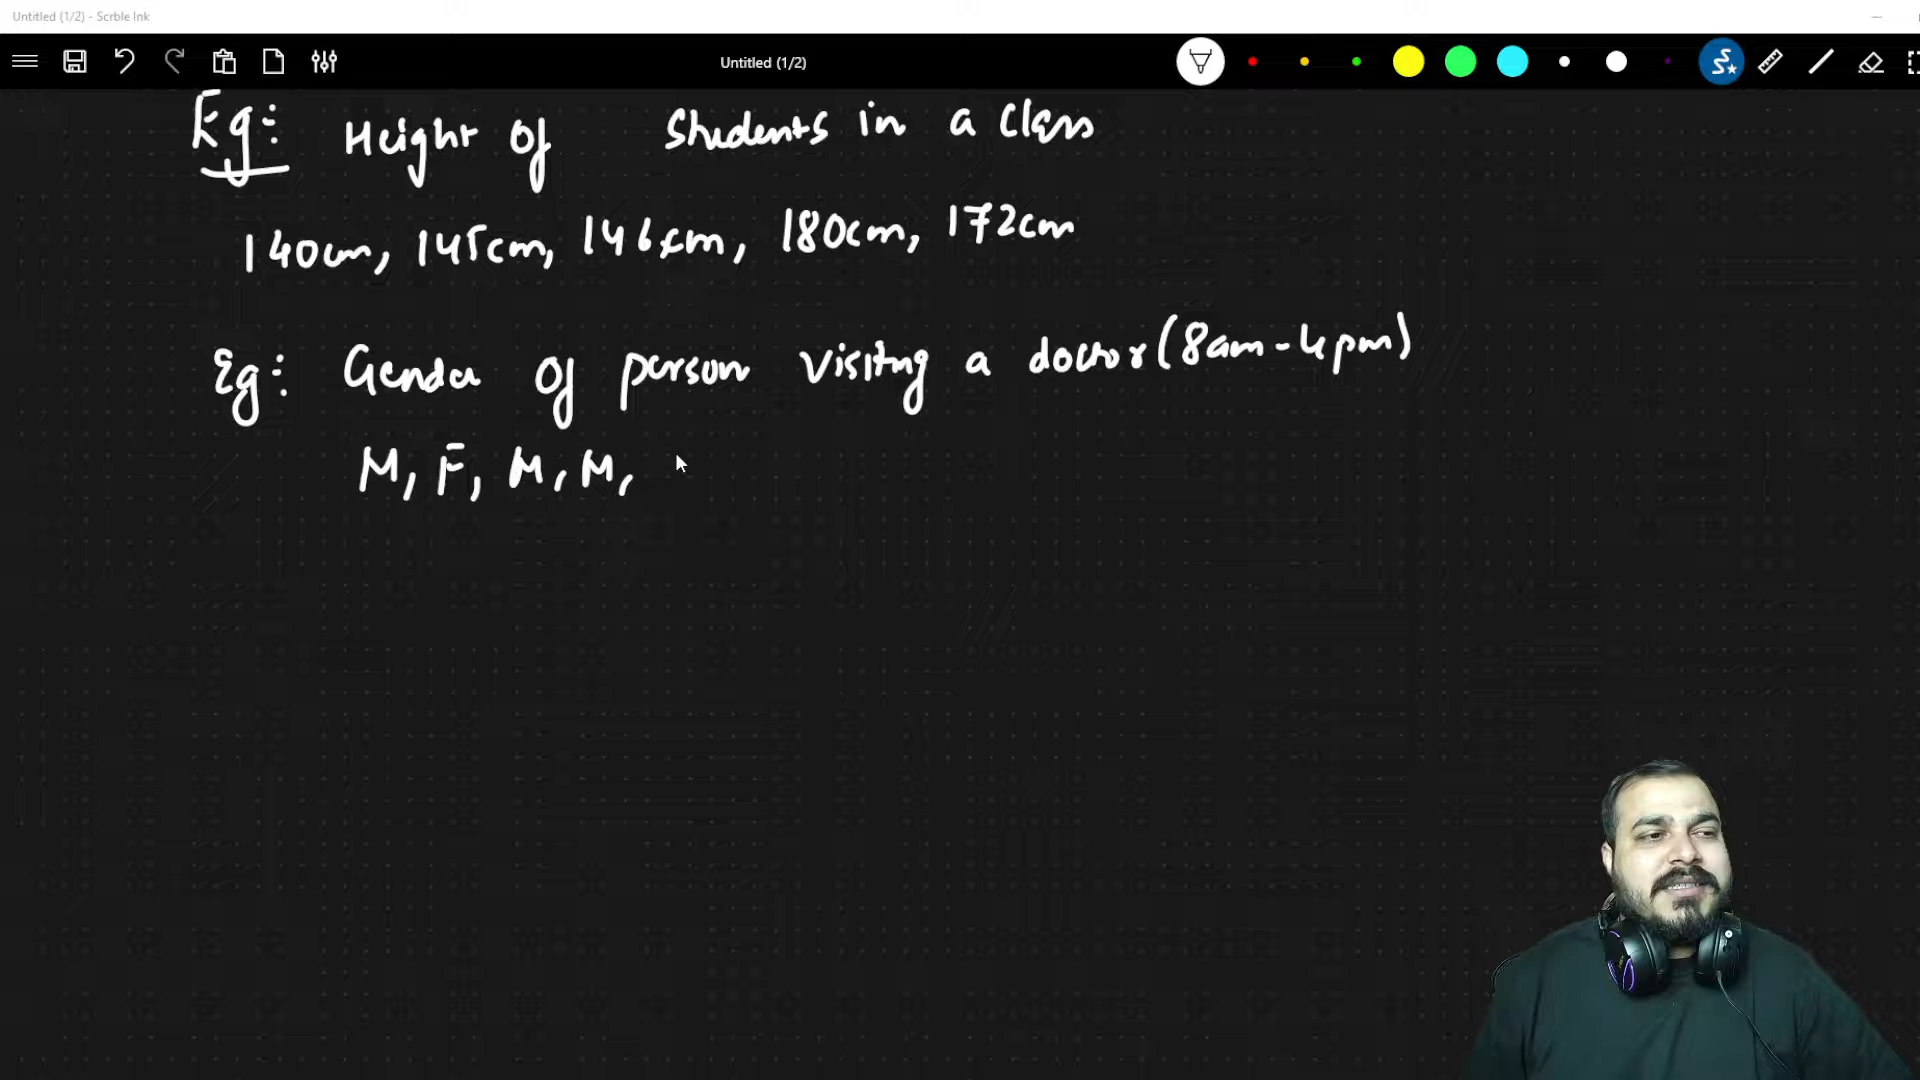 Untitled (1/2) - Scrble Ink
Untitled (1/2)
Eg: Height of students in a class
140cm, 145cm, 146cm, 180cm, 172cm
Eg: Gender of person visiting a doctor (8am - 4pm)
M, F, M, M,